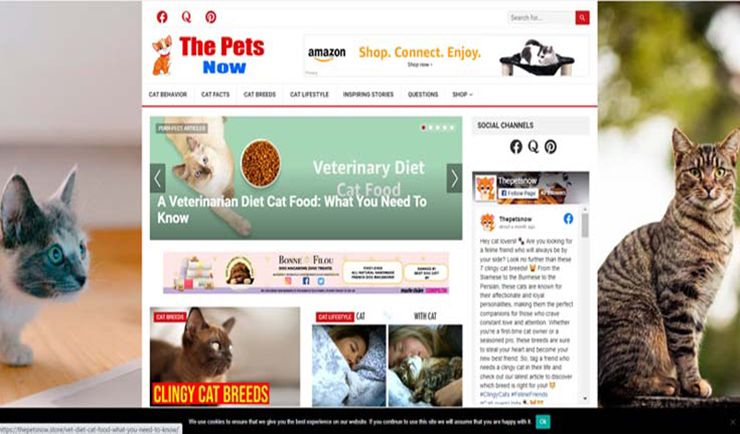 Search for...
The Pets
Now
amazon
Shop. Connect. Enjoy.
Shop now ›
Privacy
CAT BEHAVIOR CAT FACTS CAT BREEDS CAT LIFESTYLE INSPIRING STORIES QUESTIONS SHOP
PURR-FECT ARTICLES
Veterinary Diet
Cat Food
A Veterinarian Diet Cat Food: What You Need To
Know
SOCIAL CHANNELS
Thepetsnow
Follow Page
Thepetsnow
about a month ago
Hey cat lovers! Are you looking for
a feline friend who will always be by
your side? Look no further than these
7 clingy cat breeds! From the
Siamese to the Burmese to the
Persian, these cats are known for
their affectionate and loyal
personalities, making them the perfect
companions for those who crave
constant love and attention. Whether
you're a first-time cat owner or a
seasoned pro, these breeds are sure
to steal your heart and become your
new best friend. So, tag a friend who
needs a clingy cat in their life and
check out our latest article to discover
which breed is right for you!
#ClingyCats #FelineFriends
BONNE & FILOU
DOG MACARONS | DOG TREATS
CAT BREEDS
CLINGY CAT BREEDS
CAT LIFESTYLE
CAT
WITH CAT
We use cookies to ensure that we give you the best experience on our website. If you continue to use this site we will assume that you are happy with it.
Ok
https://thepetsnow.store/vet-diet-cat-food-what-you-need-to-know/